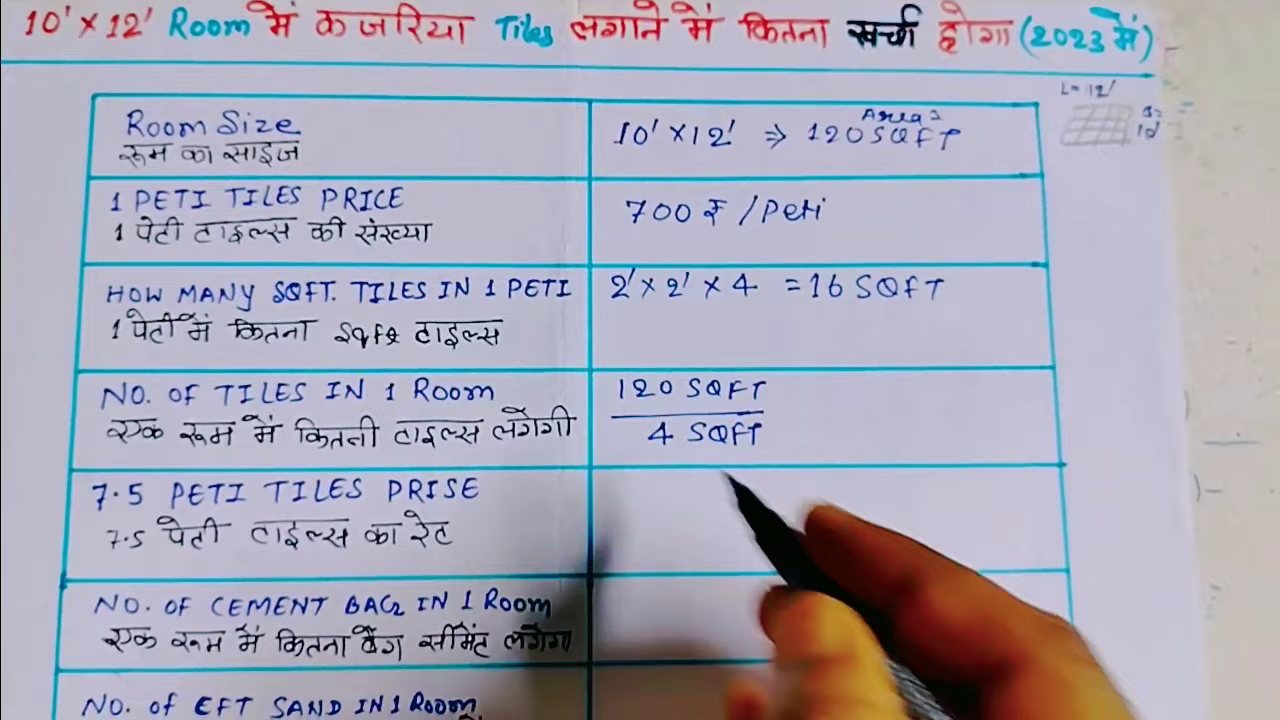 10' × 12' Room में कजरिया Tiles लगाने में कितना खर्चा होगा (2023 में)
L = 12'
10'
Room Size
रूम का साइज
Area =
10' × 12' ⇒ 120 SQFT
1 PETI TILES PRICE
1 पेटी टाइल्स की संख्या
700 ₹ / Peti
HOW MANY SQFT. TILES IN 1 PETI
1 पेटी में कितना sqft टाइल्स
2' × 2' × 4 = 16 SQFT
NO. OF TILES IN 1 Room
एक रूम में कितनी टाइल्स लगेगी
120 SQFT
4 SQFT
7.5 PETI TILES PRISE
7.5 पेटी टाइल्स का रेट
NO. OF CEMENT BAG IN 1 Room
एक रूम में कितना बैग सीमेंट लगेगा
NO. OF CFT SAND IN 1 Room